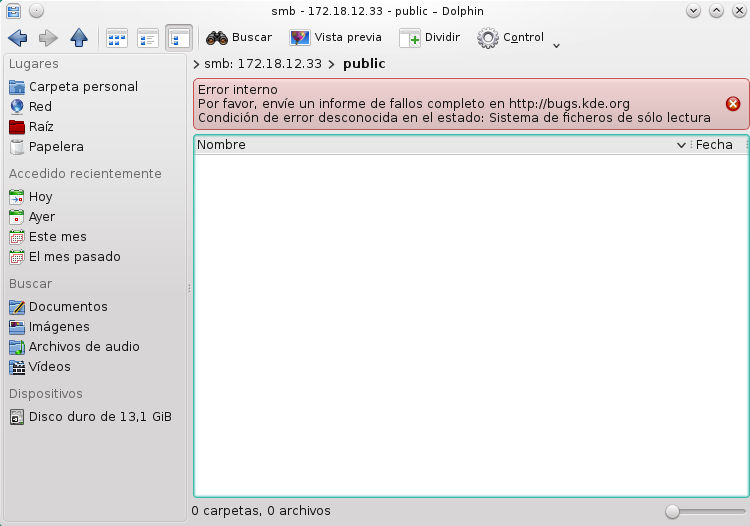 smb - 172.18.12.33 - public – Dolphin
Buscar Vista previa Dividir Control
Lugares
Carpeta personal
Red
Raíz
Papelera
Accedido recientemente
Hoy
Ayer
Este mes
El mes pasado
Buscar
Documentos
Imágenes
Archivos de audio
Vídeos
Dispositivos
Disco duro de 13,1 GiB
smb: 172.18.12.33 > public
Error interno
Por favor, envíe un informe de fallos completo en http://bugs.kde.org
Condición de error desconocida en el estado: Sistema de ficheros de sólo lectura
Nombre Fecha
0 carpetas, 0 archivos